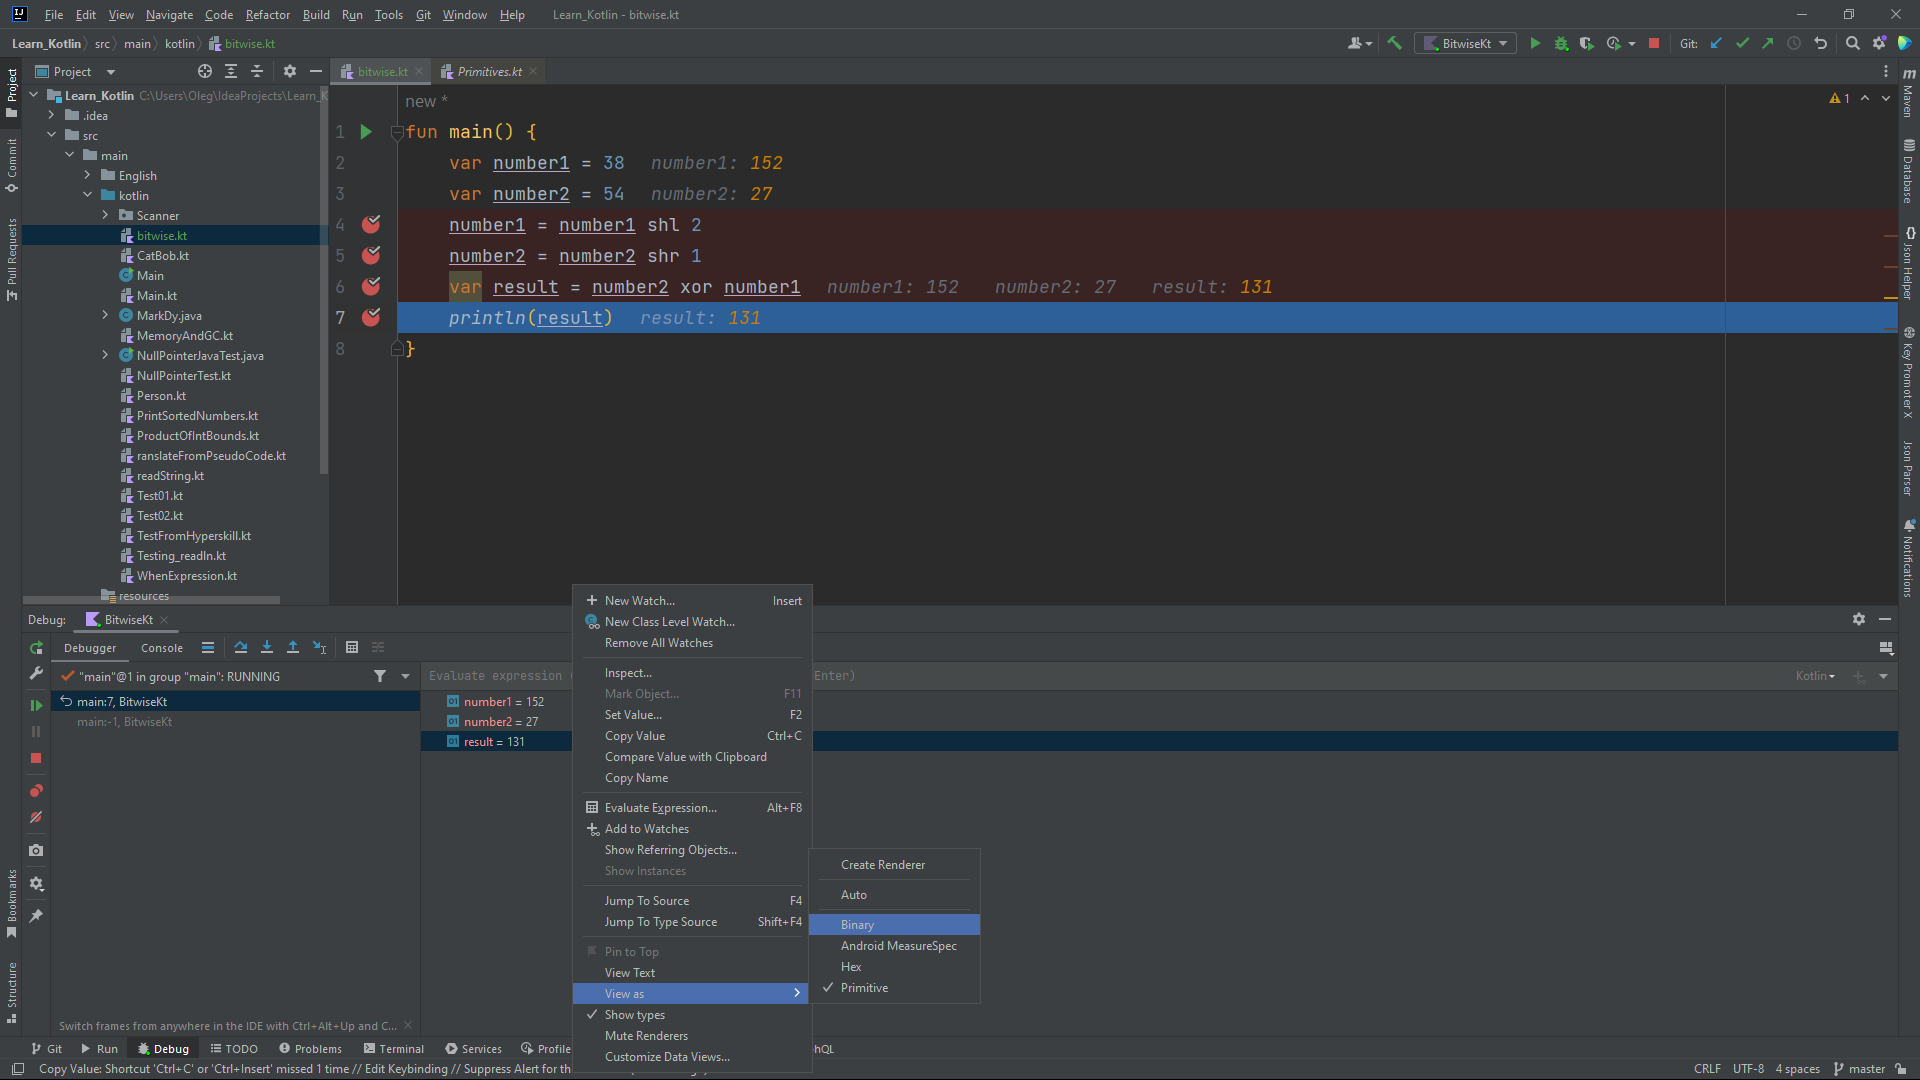 File Edit View Navigate Code Refactor Build Run Tools Git Window Help Learn_Kotlin - bitwise.kt
Learn_Kotlin src main kotlin bitwise.kt
BitwiseKt
Git:
Project
bitwise.kt
Primitives.kt
Project
Commit
Pull Requests
Bookmarks
Structure
Learn_Kotlin C:\Users\Oleg\IdeaProjects\Learn_K
.idea
src
main
English
kotlin
Scanner
bitwise.kt
CatBob.kt
Main
Main.kt
MarkDy.java
MemoryAndGC.kt
NullPointerJavaTest.java
NullPointerTest.kt
Person.kt
PrintSortedNumbers.kt
ProductOfIntBounds.kt
ranslateFromPseudoCode.kt
readString.kt
Test01.kt
Test02.kt
TestFromHyperskill.kt
Testing_readln.kt
WhenExpression.kt
resources
new *
1 fun main() {
2 var number1 = 38 number1: 152
3 var number2 = 54 number2: 27
4 number1 = number1 shl 2
5 number2 = number2 shr 1
6 var result = number2 xor number1 number1: 152 number2: 27 result: 131
7 println(result) result: 131
8 }
1
m
Maven
Database
{}
Json Helper
Key Promoter X
Json Parser
Notifications
Debug: BitwiseKt
Debugger Console
"main"@1 in group "main": RUNNING
main:7, BitwiseKt
main:-1, BitwiseKt
Evaluate expression (
Enter)
Kotlin
number1 = 152
number2 = 27
result = 131
New Watch... Insert
New Class Level Watch...
Remove All Watches
Inspect...
Mark Object... F11
Set Value... F2
Copy Value Ctrl+C
Compare Value with Clipboard
Copy Name
Evaluate Expression... Alt+F8
Add to Watches
Show Referring Objects...
Show Instances
Jump To Source F4
Jump To Type Source Shift+F4
Pin to Top
View Text
View as
Show types
Mute Renderers
Customize Data Views...
Create Renderer
Auto
Binary
Android MeasureSpec
Hex
Primitive
Switch frames from anywhere in the IDE with Ctrl+Alt+Up and C...
Git Run Debug TODO Problems Terminal Services Profile
hQL
Copy Value: Shortcut 'Ctrl+C' or 'Ctrl+Insert' missed 1 time // Edit Keybinding // Suppress Alert for th
CRLF UTF-8 4 spaces master